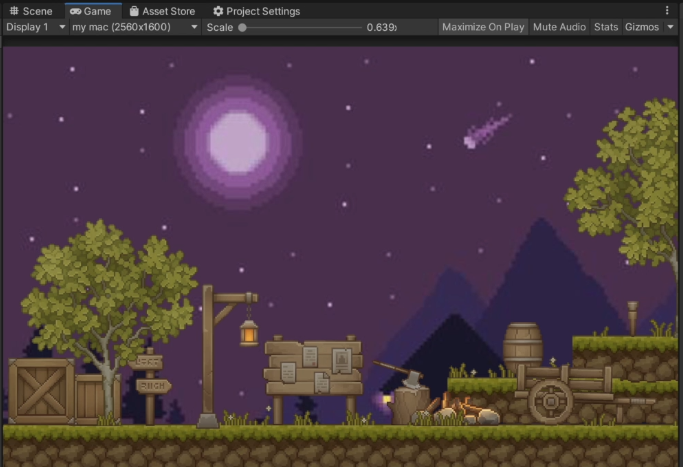 Scene Game Asset Store Project Settings
Display 1 my mac (2560x1600) Scale 0.639x Maximize On Play Mute Audio Stats Gizmos